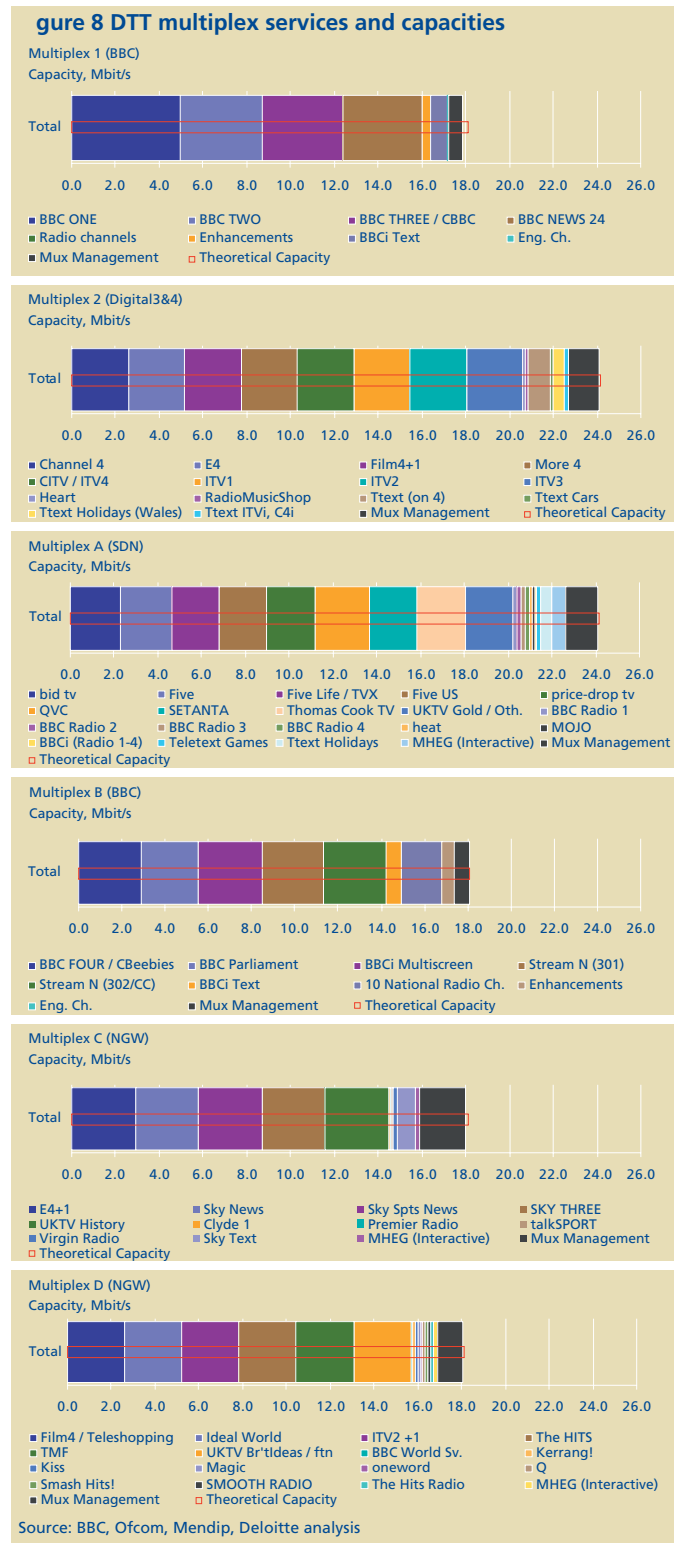 gure 8 DTT multiplex services and capacities
Multiplex 1 (BBC)
Capacity, Mbit/s
Total
0.0 2.0 4.0 6.0 8.0 10.0 12.0 14.0 16.0 18.0 20.0 22.0 24.0 26.0
BBC ONE BBC TWO BBC THREE / CBBC BBC NEWS 24
Radio channels Enhancements BBCi Text Eng. Ch.
Mux Management Theoretical Capacity
Multiplex 2 (Digital3&4)
Capacity, Mbit/s
Total
0.0 2.0 4.0 6.0 8.0 10.0 12.0 14.0 16.0 18.0 20.0 22.0 24.0 26.0
Channel 4 E4 Film4+1 More 4
CITV / ITV4 ITV1 ITV2 ITV3
Heart RadioMusicShop Ttext (on 4) Ttext Cars
Ttext Holidays (Wales) Ttext ITVi, C4i Mux Management Theoretical Capacity
Multiplex A (SDN)
Capacity, Mbit/s
Total
0.0 2.0 4.0 6.0 8.0 10.0 12.0 14.0 16.0 18.0 20.0 22.0 24.0 26.0
bid tv Five Five Life / TVX Five US price-drop tv
QVC SETANTA Thomas Cook TV UKTV Gold / Oth. BBC Radio 1
BBC Radio 2 BBC Radio 3 BBC Radio 4 heat MOJO
BBCi (Radio 1-4) Teletext Games Ttext Holidays MHEG (Interactive) Mux Management
Theoretical Capacity
Multiplex B (BBC)
Capacity, Mbit/s
Total
0.0 2.0 4.0 6.0 8.0 10.0 12.0 14.0 16.0 18.0 20.0 22.0 24.0 26.0
BBC FOUR / CBeebies BBC Parliament BBCi Multiscreen Stream N (301)
Stream N (302/CC) BBCi Text 10 National Radio Ch. Enhancements
Eng. Ch. Mux Management Theoretical Capacity
Multiplex C (NGW)
Capacity, Mbit/s
Total
0.0 2.0 4.0 6.0 8.0 10.0 12.0 14.0 16.0 18.0 20.0 22.0 24.0 26.0
E4+1 Sky News Sky Spts News SKY THREE
UKTV History Clyde 1 Premier Radio talkSPORT
Virgin Radio Sky Text MHEG (Interactive) Mux Management
Theoretical Capacity
Multiplex D (NGW)
Capacity, Mbit/s
Total
0.0 2.0 4.0 6.0 8.0 10.0 12.0 14.0 16.0 18.0 20.0 22.0 24.0 26.0
Film4 / Teleshopping Ideal World ITV2 +1 The HITS
TMF UKTV Br'tIdeas / ftn BBC World Sv. Kerrang!
Kiss Magic oneword Q
Smash Hits! SMOOTH RADIO The Hits Radio MHEG (Interactive)
Mux Management Theoretical Capacity
Source: BBC, Ofcom, Mendip, Deloitte analysis